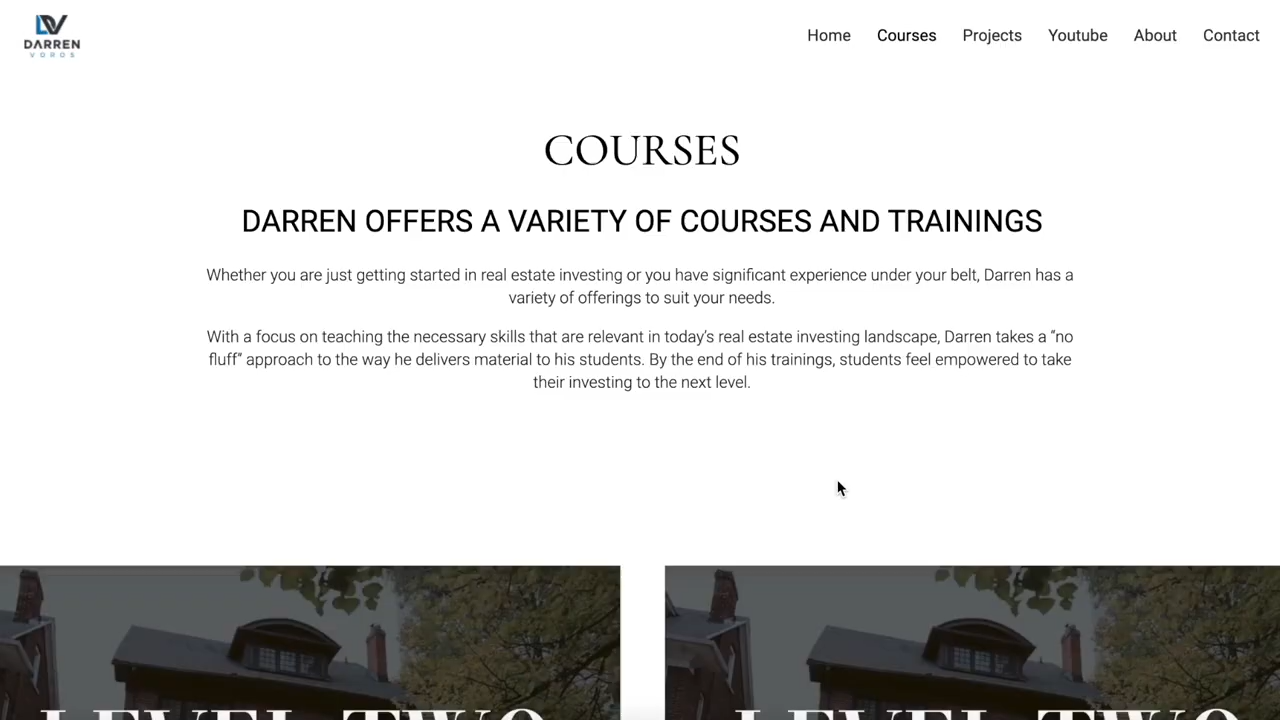 DARREN
VOROS
Home
Courses
Projects
Youtube
About
Contact
COURSES
DARREN OFFERS A VARIETY OF COURSES AND TRAININGS
Whether you are just getting started in real estate investing or you have significant experience under your belt, Darren has a
variety of offerings to suit your needs.
With a focus on teaching the necessary skills that are relevant in today's real estate investing landscape, Darren takes a “no
fluff” approach to the way he delivers material to his students. By the end of his trainings, students feel empowered to take
their investing to the next level.
LEVEL TWO
LEVEL TWO